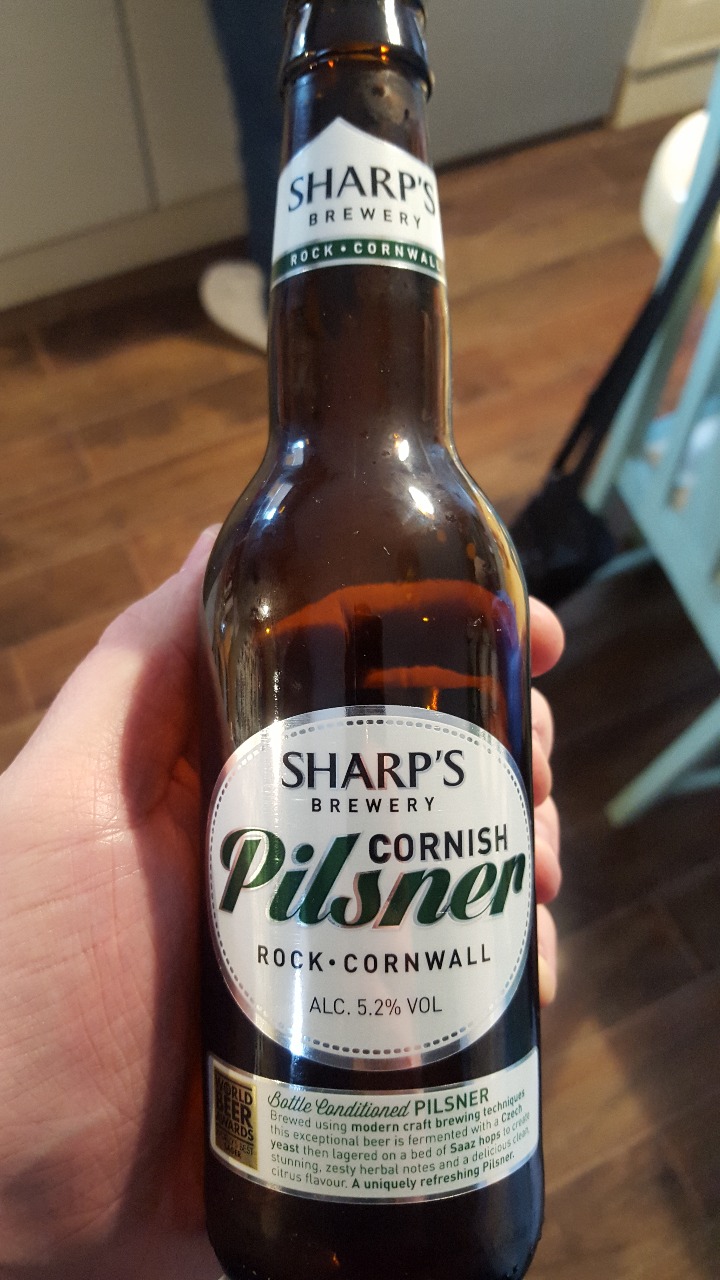 SHARP'S
BREWERY
ROCK • CORNWALL
SHARP'S
BREWERY
CORNISH
Pilsner
ROCK • CORNWALL
ALC. 5.2% VOL
WORLD
BEER
AWARDS
BEST
Bottle Conditioned PILSNER
Brewed using modern craft brewing techniques
this exceptional beer is fermented with a Czech
yeast then lagered on a bed of Saaz hops to create
stunning, zesty herbal notes and a delicious clean,
citrus flavour. A uniquely refreshing Pilsner.